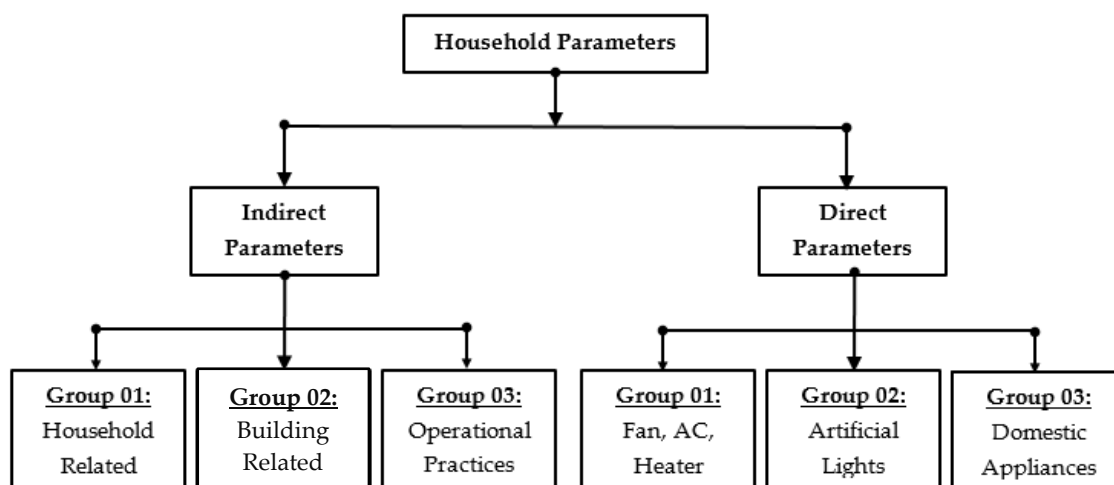 Household Parameters
Indirect
Parameters
Direct
Parameters
Group 01:
Household
Related
Group 02:
Building
Related
Group 03:
Operational
Practices
Group 01:
Fan, AC,
Heater
Group 02:
Artificial
Lights
Group 03:
Domestic
Appliances